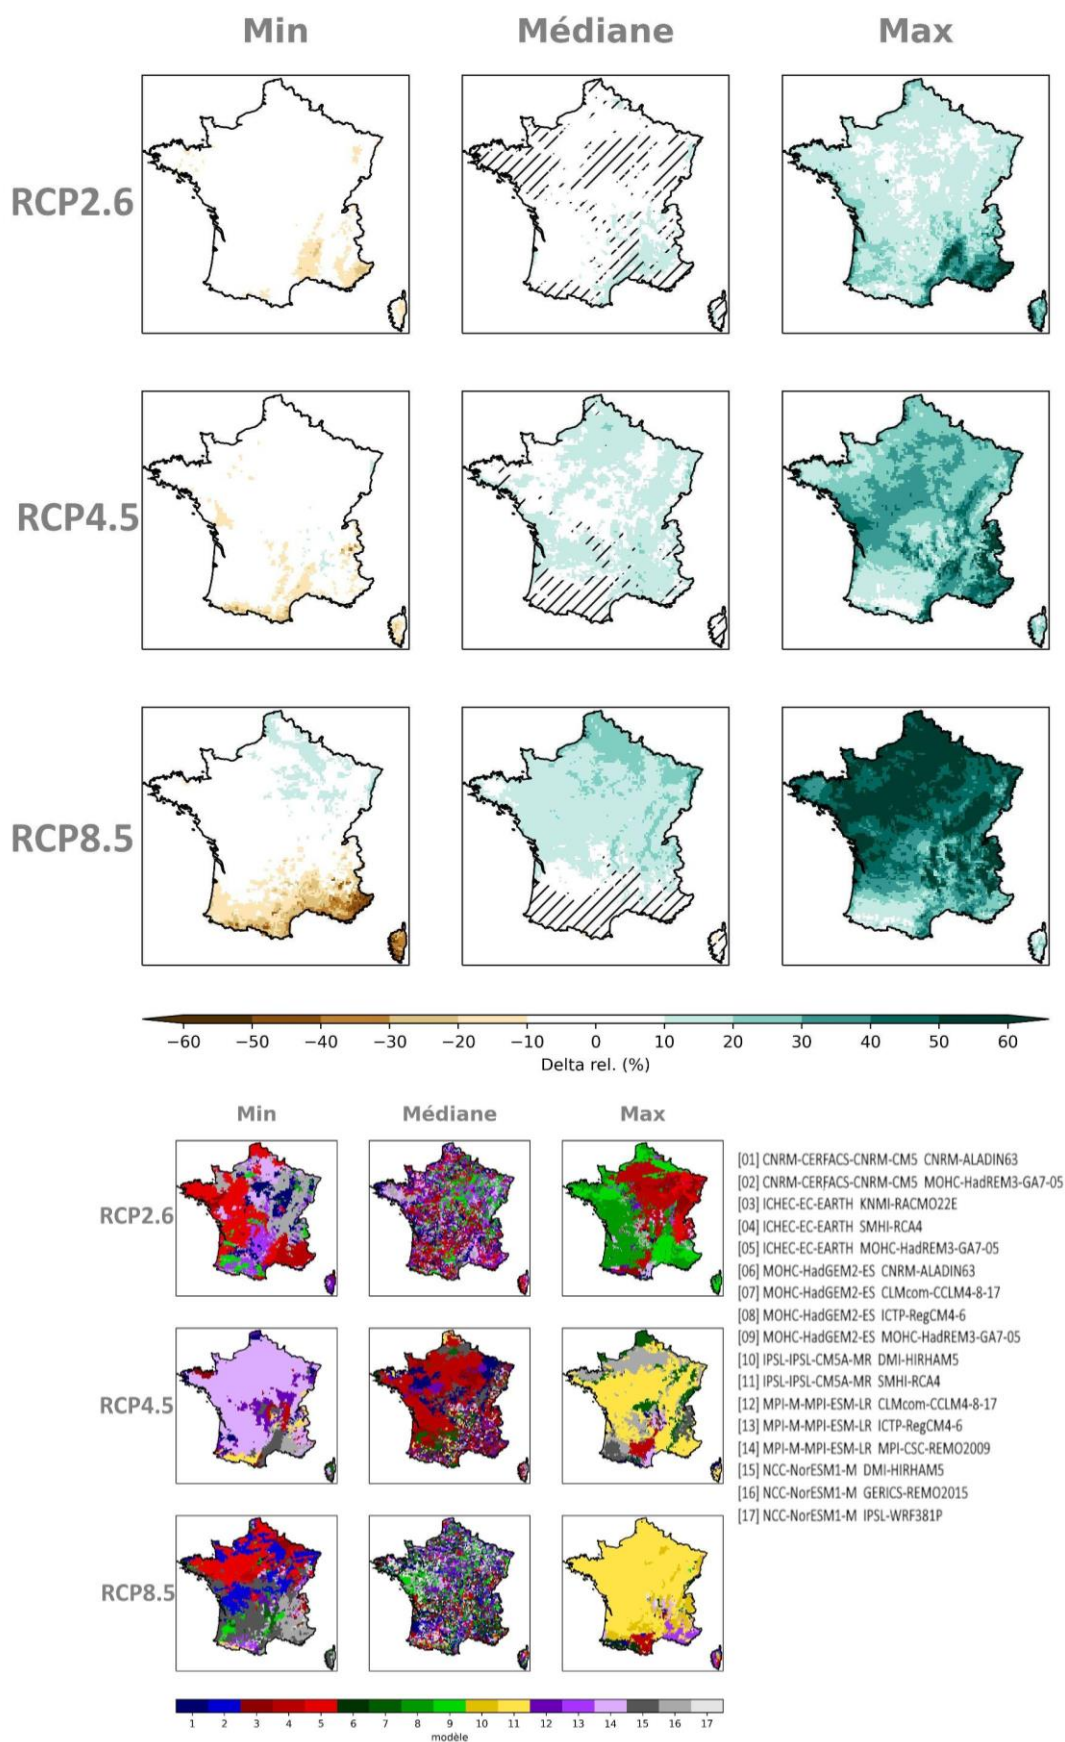 Min Médiane Max
RCP2.6
RCP4.5
RCP8.5
−60 −50 −40 −30 −20 −10 0 10 20 30 40 50 60
Delta rel. (%)
Min Médiane Max
RCP2.6
RCP4.5
RCP8.5
[01] CNRM-CERFACS-CNRM-CM5 CNRM-ALADIN63
[02] CNRM-CERFACS-CNRM-CM5 MOHC-HadREM3-GA7-05
[03] ICHEC-EC-EARTH KNMI-RACMO22E
[04] ICHEC-EC-EARTH SMHI-RCA4
[05] ICHEC-EC-EARTH MOHC-HadREM3-GA7-05
[06] MOHC-HadGEM2-ES CNRM-ALADIN63
[07] MOHC-HadGEM2-ES CLMcom-CCLM4-8-17
[08] MOHC-HadGEM2-ES ICTP-RegCM4-6
[09] MOHC-HadGEM2-ES MOHC-HadREM3-GA7-05
[10] IPSL-IPSL-CM5A-MR DMI-HIRHAM5
[11] IPSL-IPSL-CM5A-MR SMHI-RCA4
[12] MPI-M-MPI-ESM-LR CLMcom-CCLM4-8-17
[13] MPI-M-MPI-ESM-LR ICTP-RegCM4-6
[14] MPI-M-MPI-ESM-LR MPI-CSC-REMO2009
[15] NCC-NorESM1-M DMI-HIRHAM5
[16] NCC-NorESM1-M GERICS-REMO2015
[17] NCC-NorESM1-M IPSL-WRF381P
1 2 3 4 5 6 7 8 9 10 11 12 13 14 15 16 17
modèle